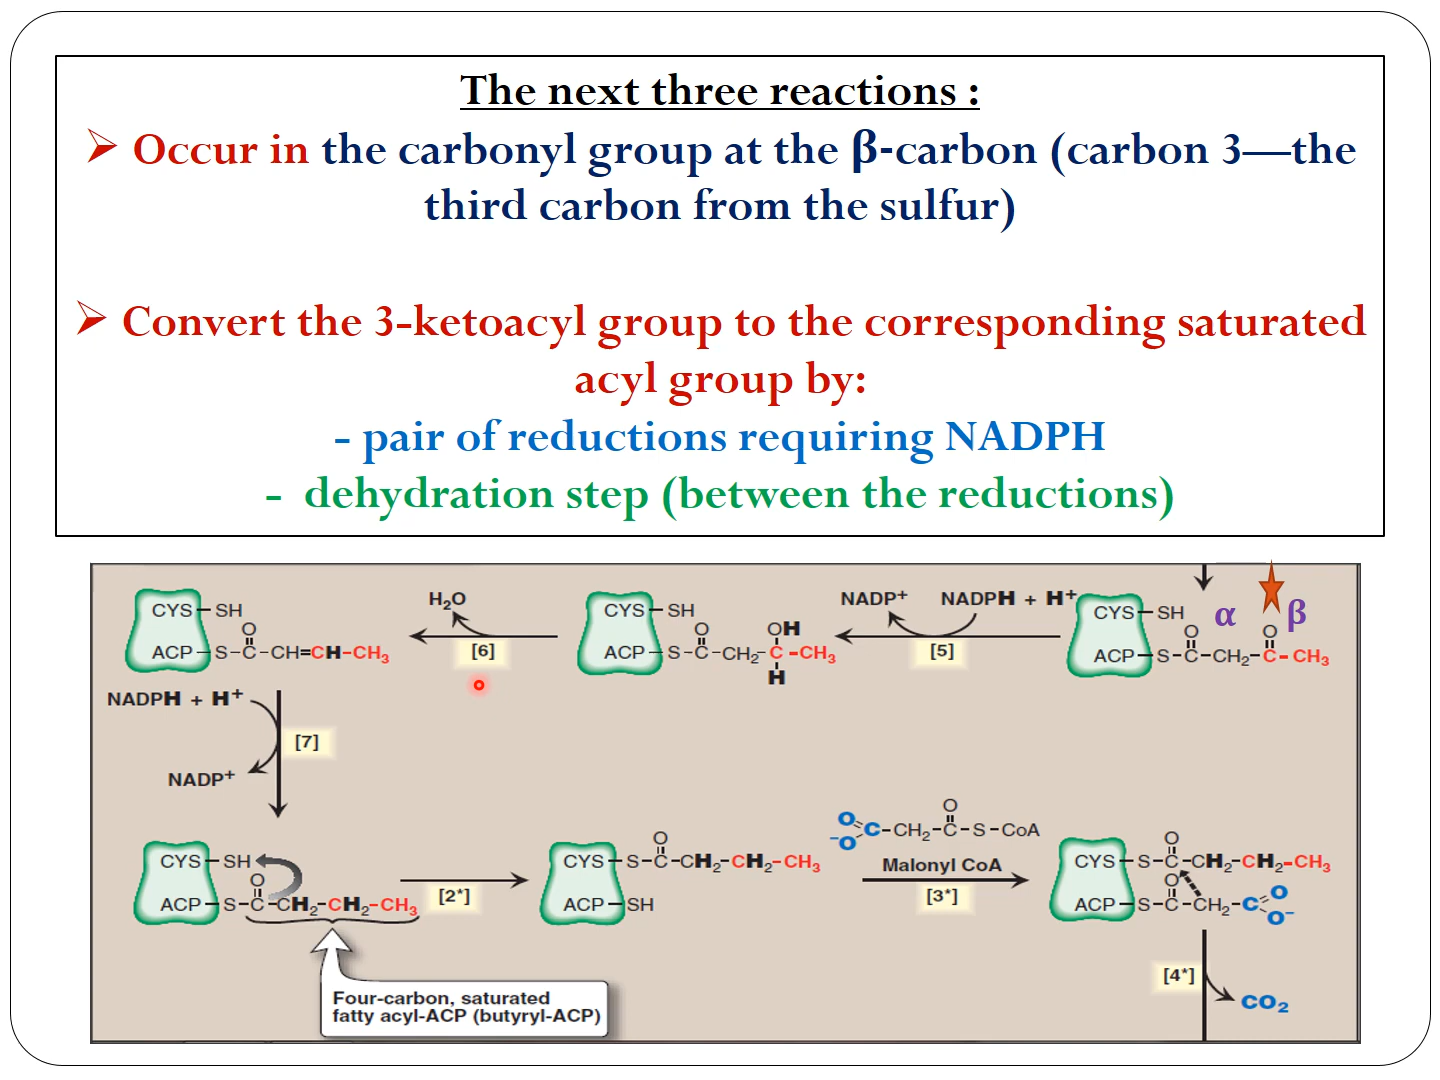 The next three reactions :
➢ Occur in the carbonyl group at the β-carbon (carbon 3—the
third carbon from the sulfur)
➢ Convert the 3-ketoacyl group to the corresponding saturated
acyl group by:
- pair of reductions requiring NADPH
- dehydration step (between the reductions)
CYS–SH
O
ACP–S–C–CH=CH–CH3
H2O
[6]
CYS–SH
O OH
ACP–S–C–CH2–C–CH3
H
NADP+ NADPH + H+
[5]
CYS–SH α β
O O
ACP–S–C–CH2–C–CH3
NADPH + H+
[7]
NADP+
CYS–SH
O
ACP–S–C–CH2–CH2–CH3
Four-carbon, saturated
fatty acyl-ACP (butyryl-ACP)
[2*]
O
CYS–S–C–CH2–CH2–CH3
ACP–SH
O O
C–CH2–C–S–CoA
–O
Malonyl CoA
[3*]
O
CYS–S–C–CH2–CH2–CH3
O O
ACP–S–C–CH2–C
O–
[4*]
CO2